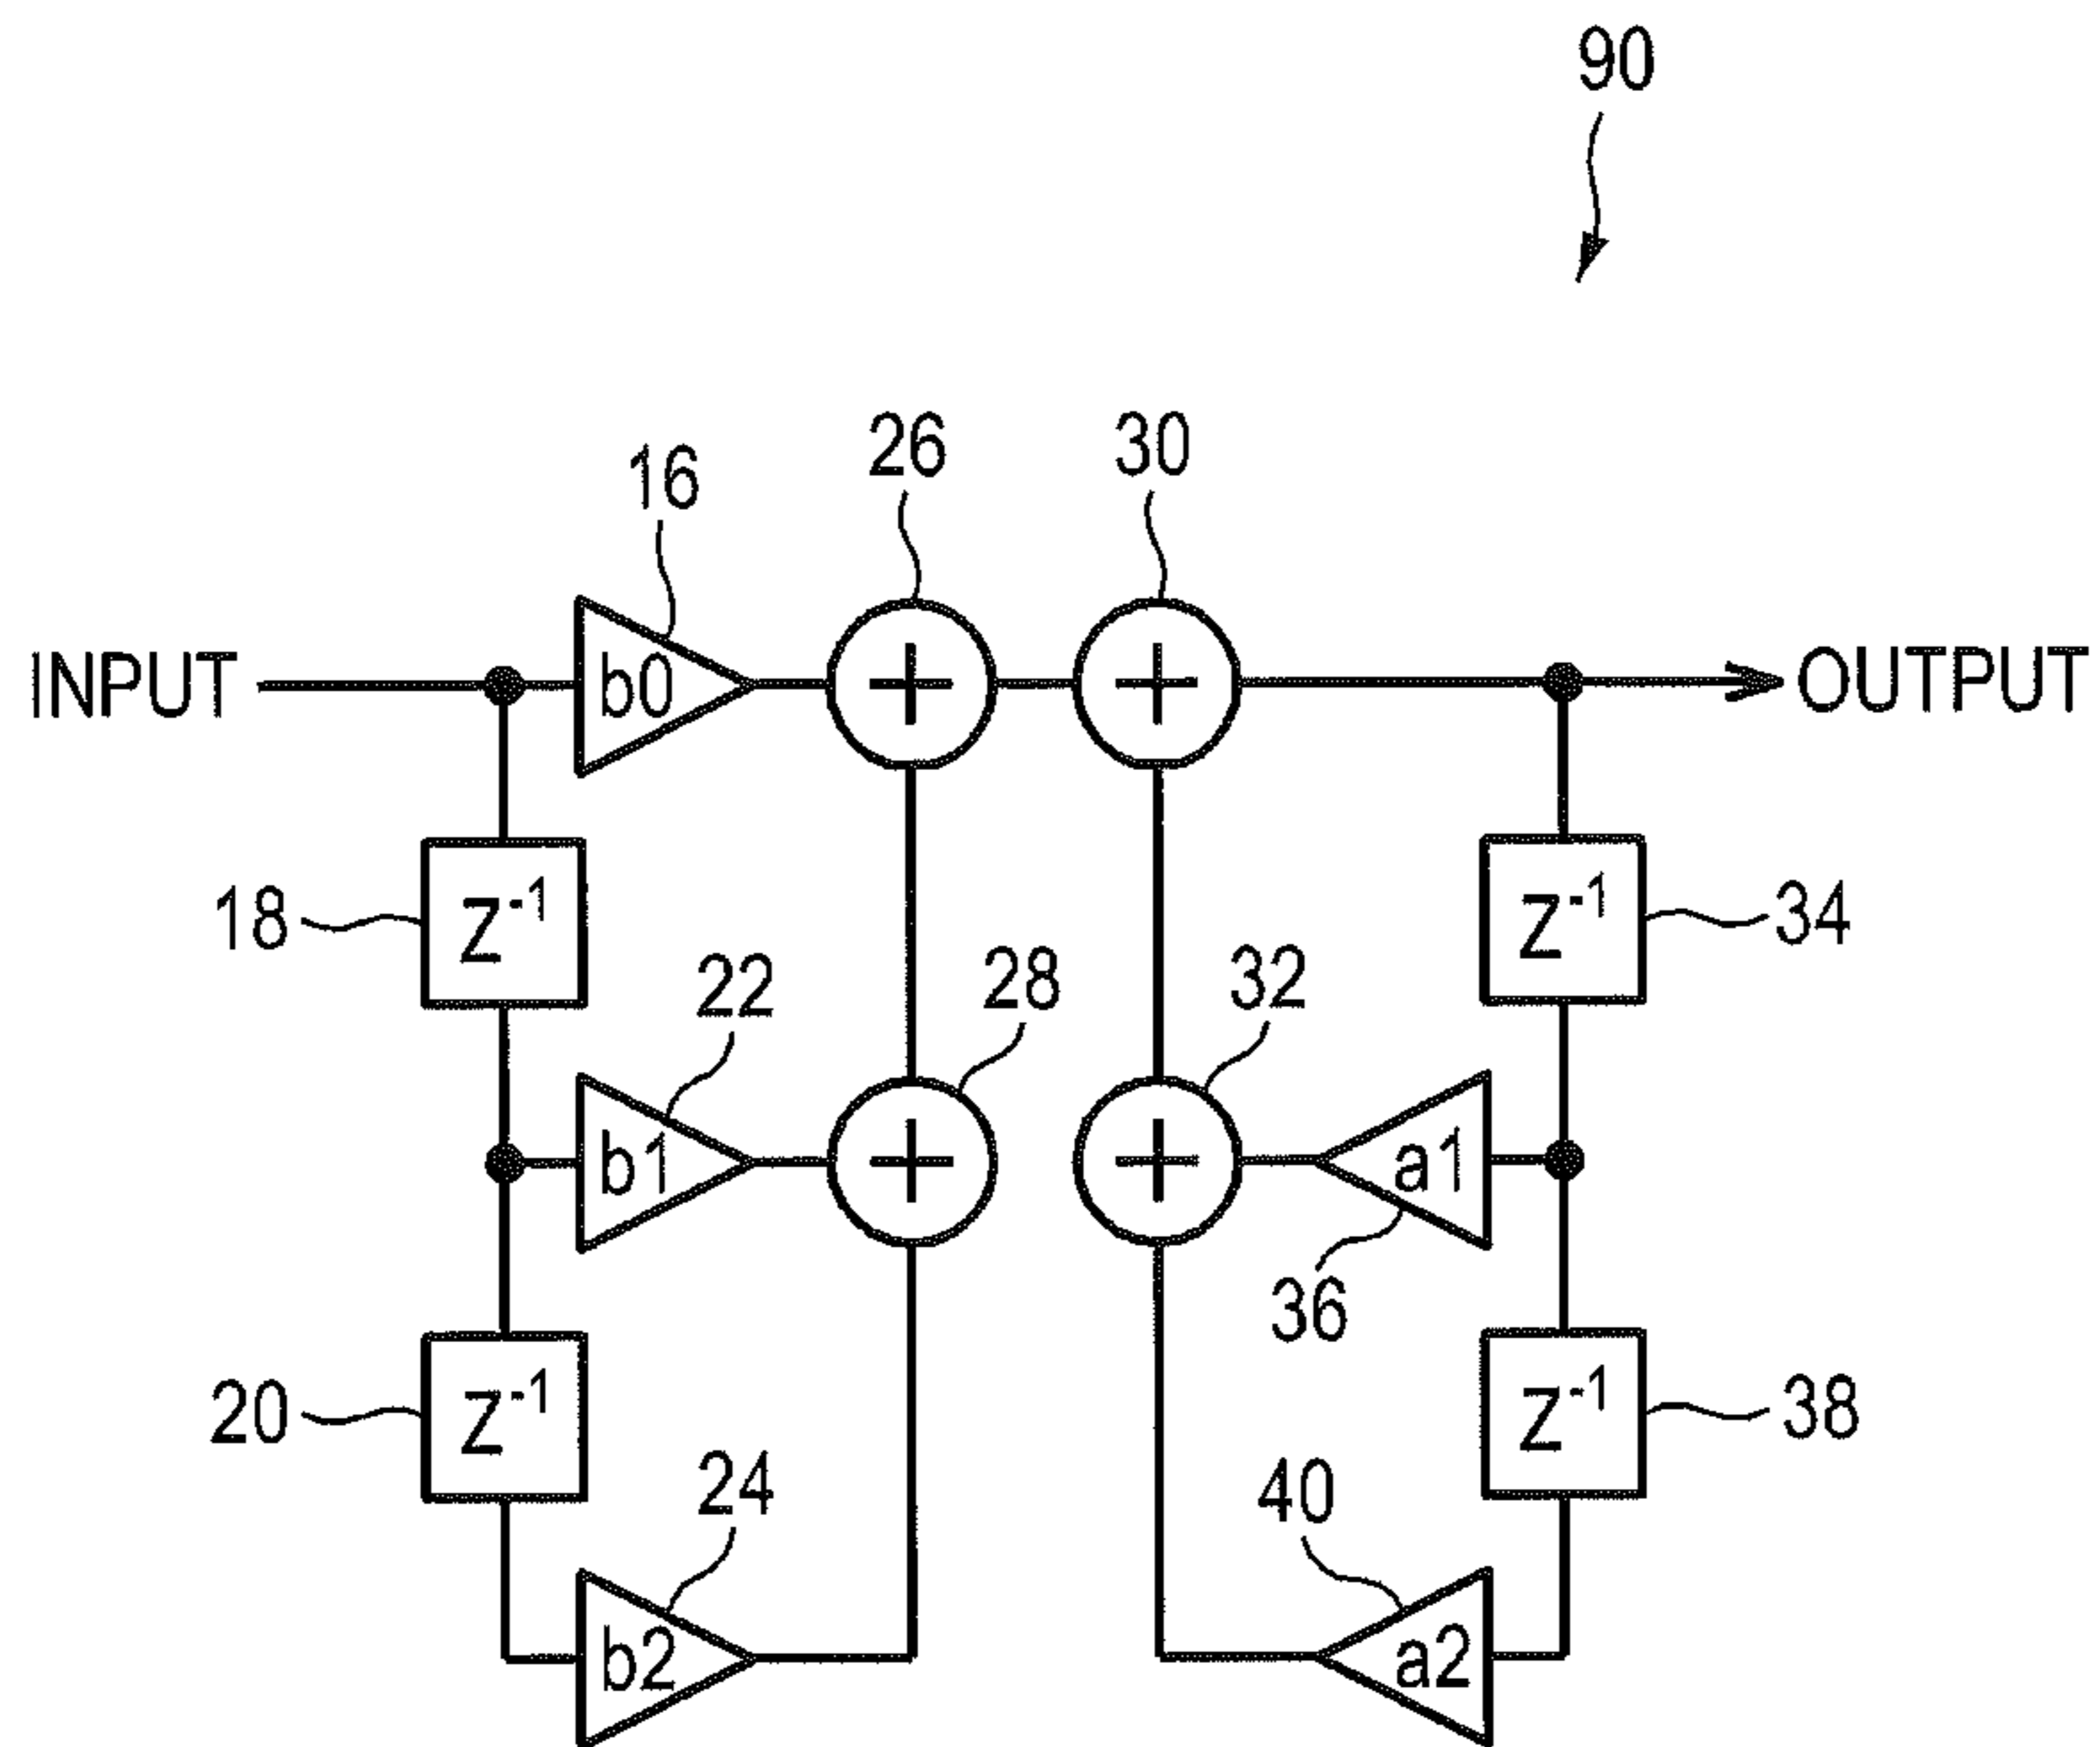 90
26
30
16
INPUT
b0
+
+
OUTPUT
18
Z⁻¹
Z⁻¹
34
22
28
32
b1
+
+
a1
36
20
Z⁻¹
Z⁻¹
38
24
40
b2
a2